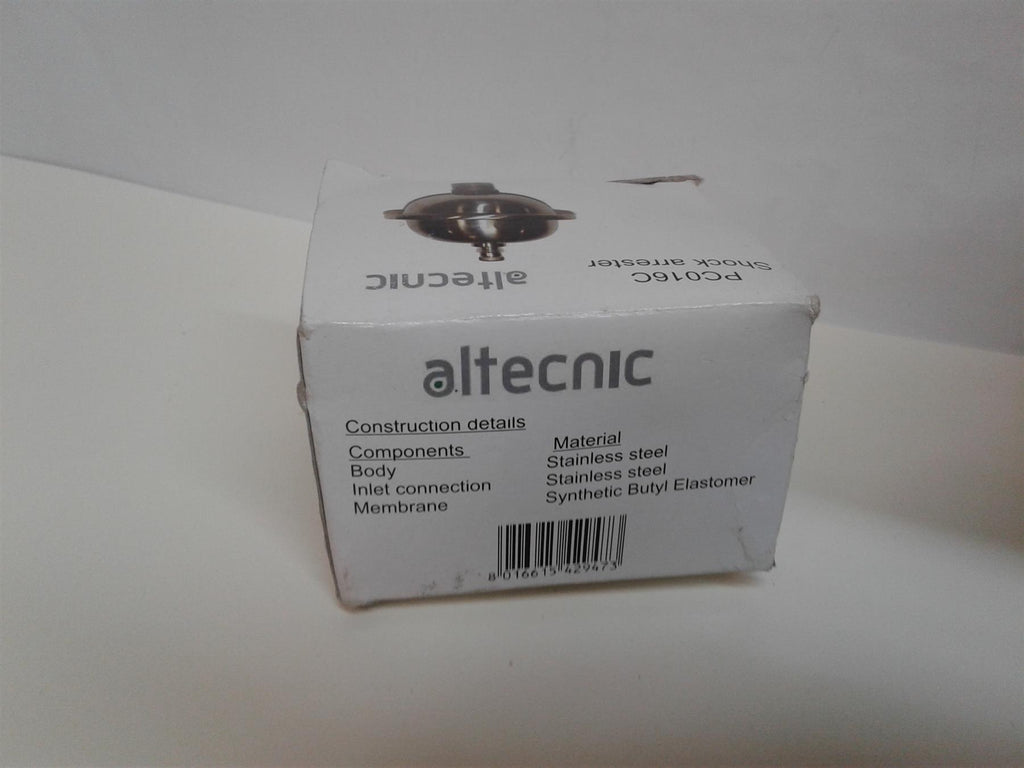 altecnic
PC016C
Shock arrester
altecnic
Construction details
Components Material
Body Stainless steel
Inlet connection Stainless steel
Membrane Synthetic Butyl Elastomer
8 016615 429473